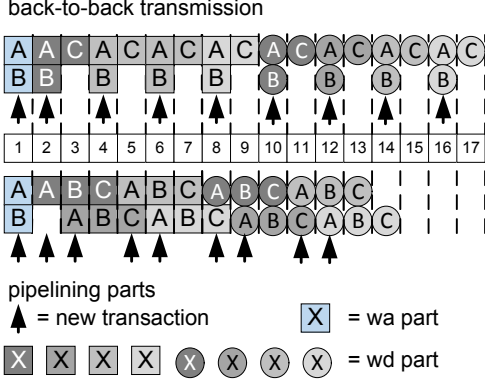 back-to-back transmission
A A C A C A C A C A C A C A C A C
B B B B B B B B B
1 2 3 4 5 6 7 8 9 10 11 12 13 14 15 16 17
A A B C A B C A B C A B C
B A B C A B C A B C A B C
pipelining parts
= new transaction X = wa part
X X X X X X X X = wd part